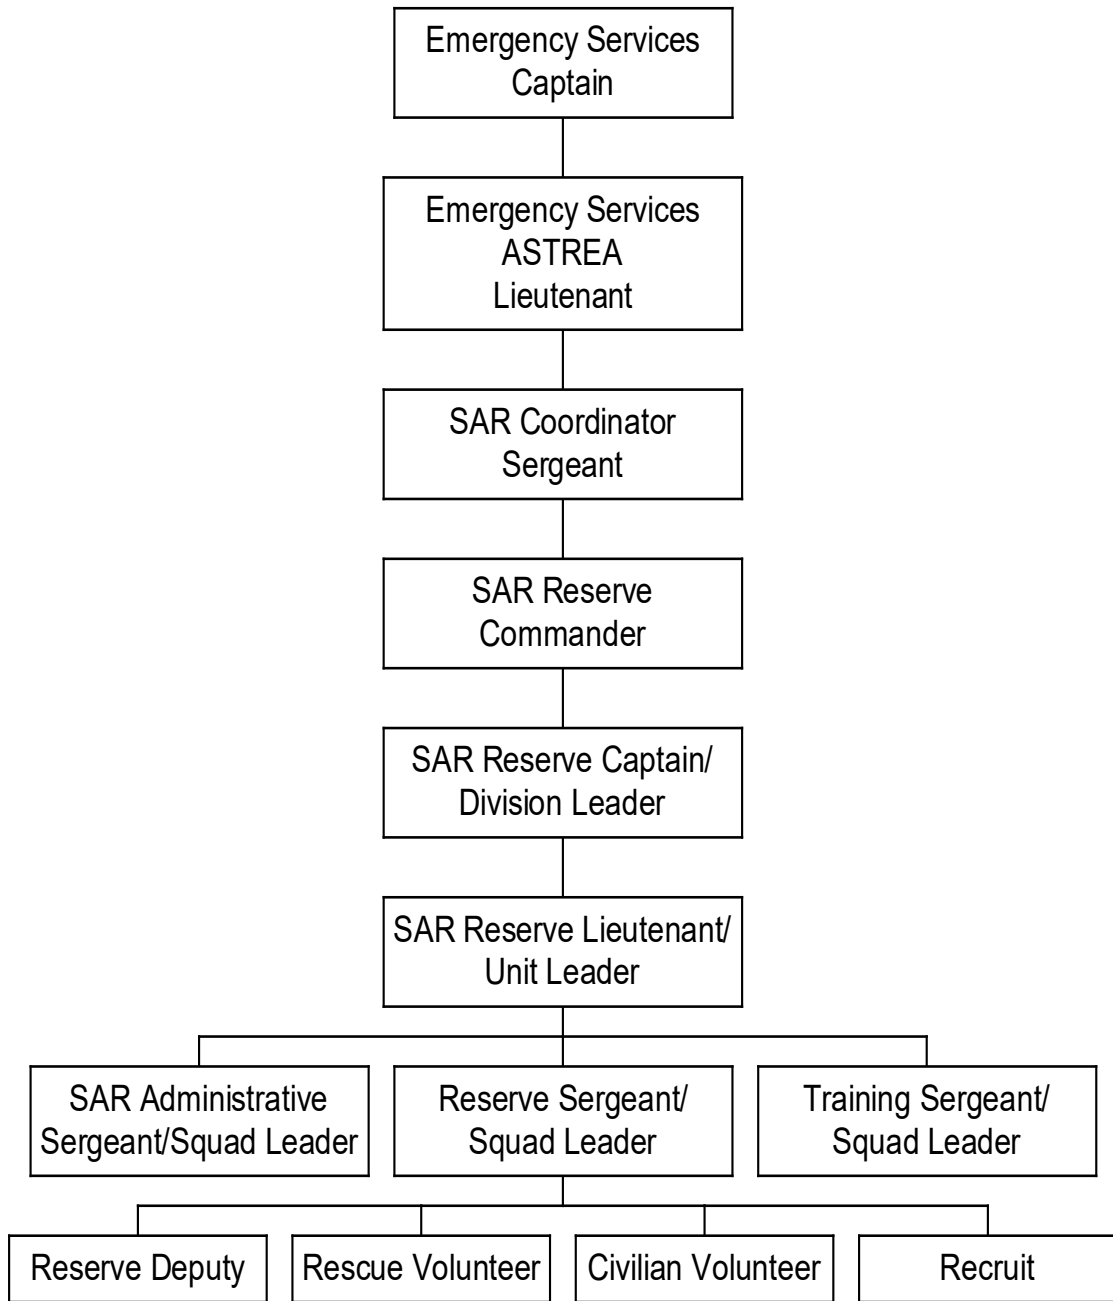 Emergency Services
Captain
Emergency Services
ASTREA
Lieutenant
SAR Coordinator
Sergeant
SAR Reserve
Commander
SAR Reserve Captain/
Division Leader
SAR Reserve Lieutenant/
Unit Leader
SAR Administrative
Sergeant/Squad Leader
Reserve Sergeant/
Squad Leader
Training Sergeant/
Squad Leader
Reserve Deputy
Rescue Volunteer
Civilian Volunteer
Recruit